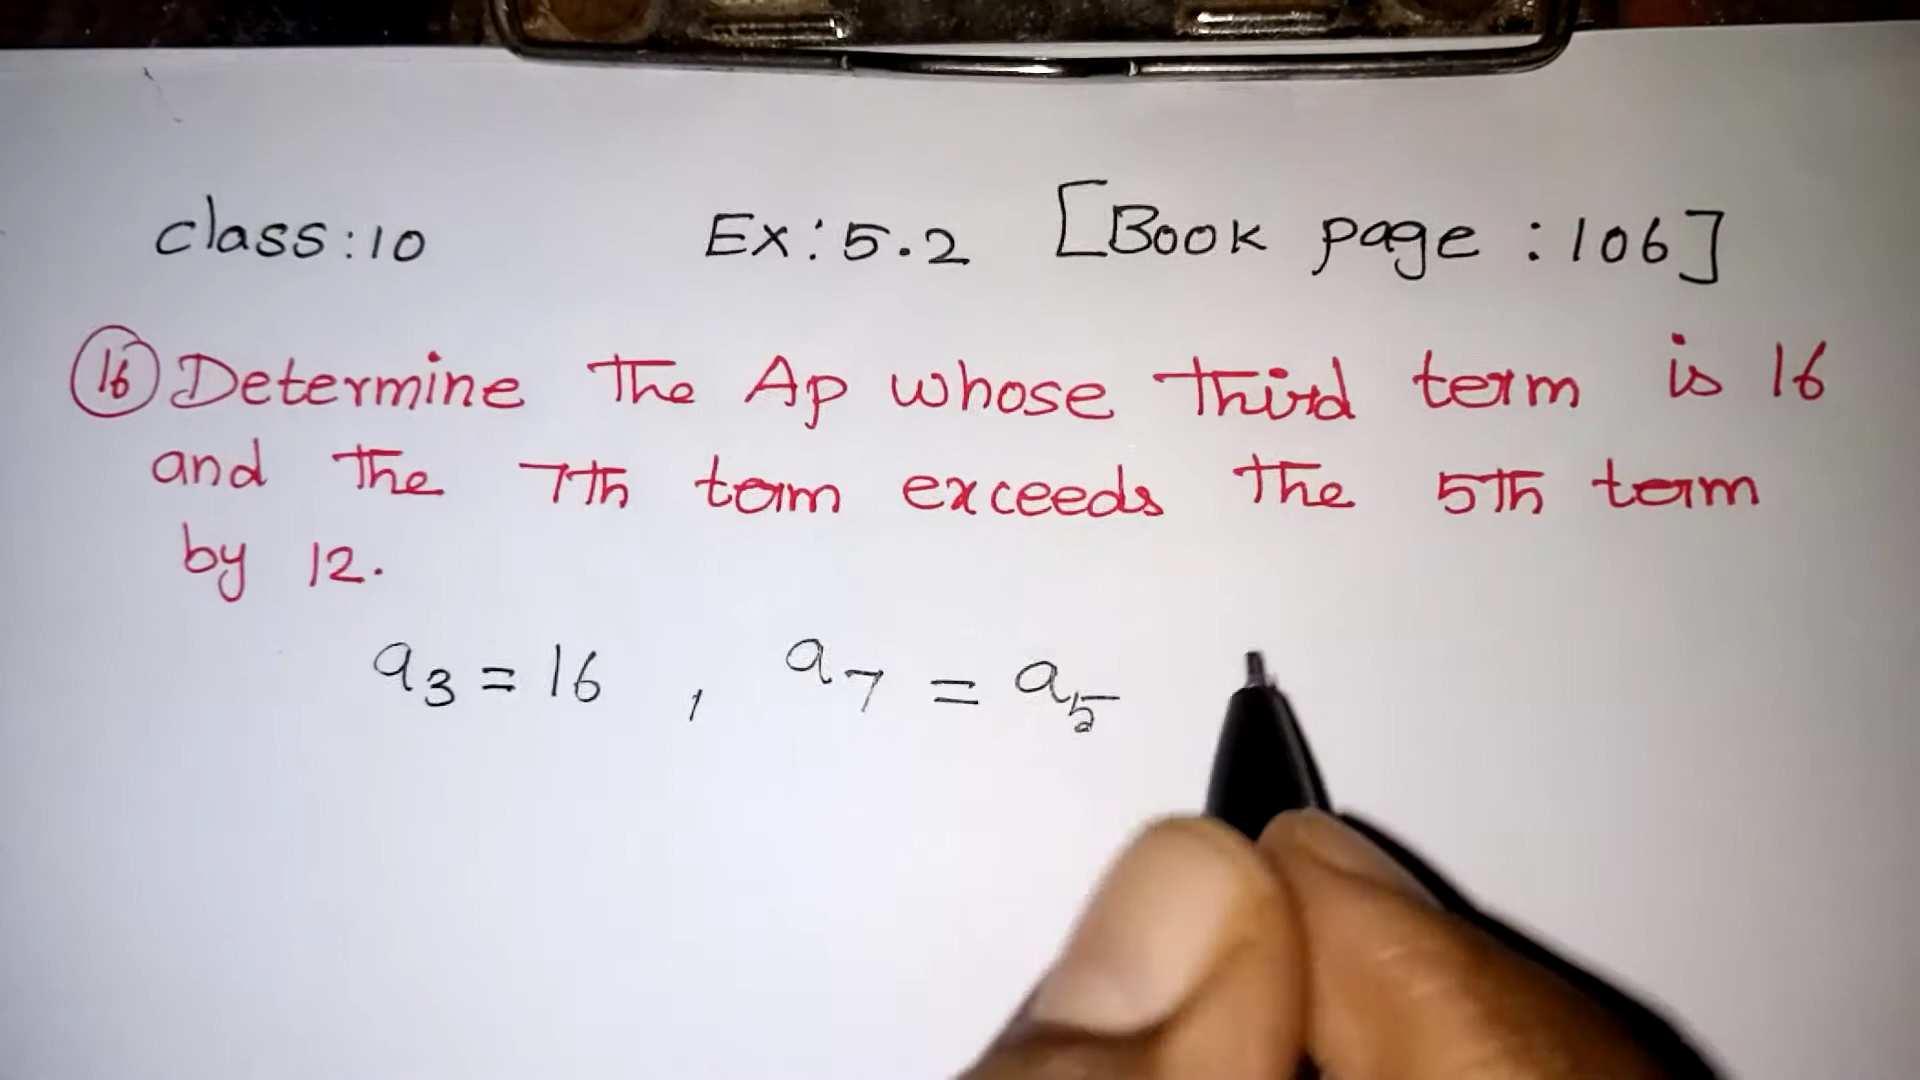 class:10 Ex:5.2 [Book page :106]
16 Determine the Ap whose third term is 16
and the 7th term exceeds the 5th term
by 12.
a₃ = 16 , a₇ = a₅